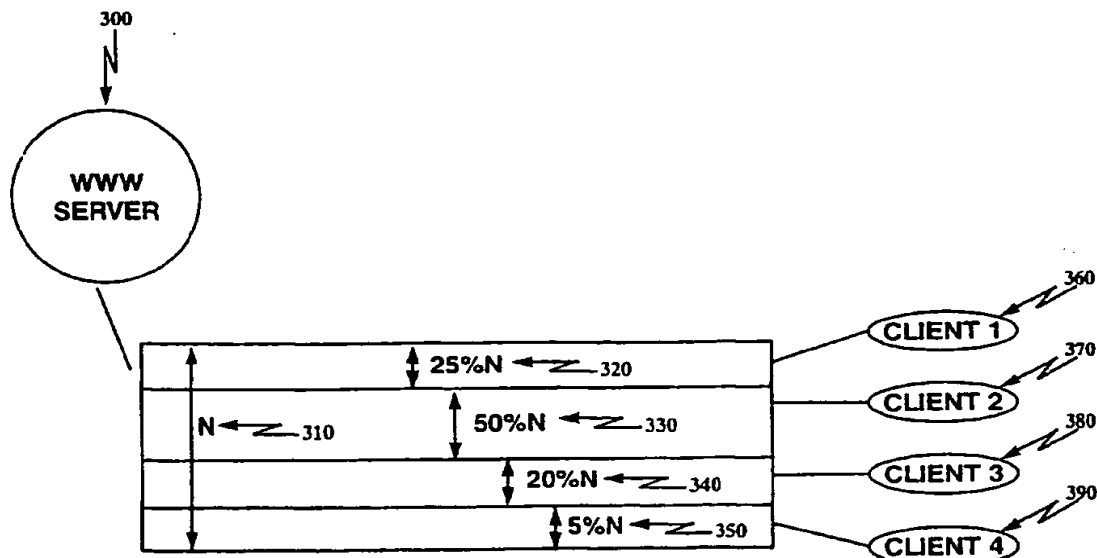 300
WWW
SERVER
360
CLIENT 1
25%N
320
370
CLIENT 2
N
310
50%N
330
380
CLIENT 3
20%N
340
390
CLIENT 4
5%N
350